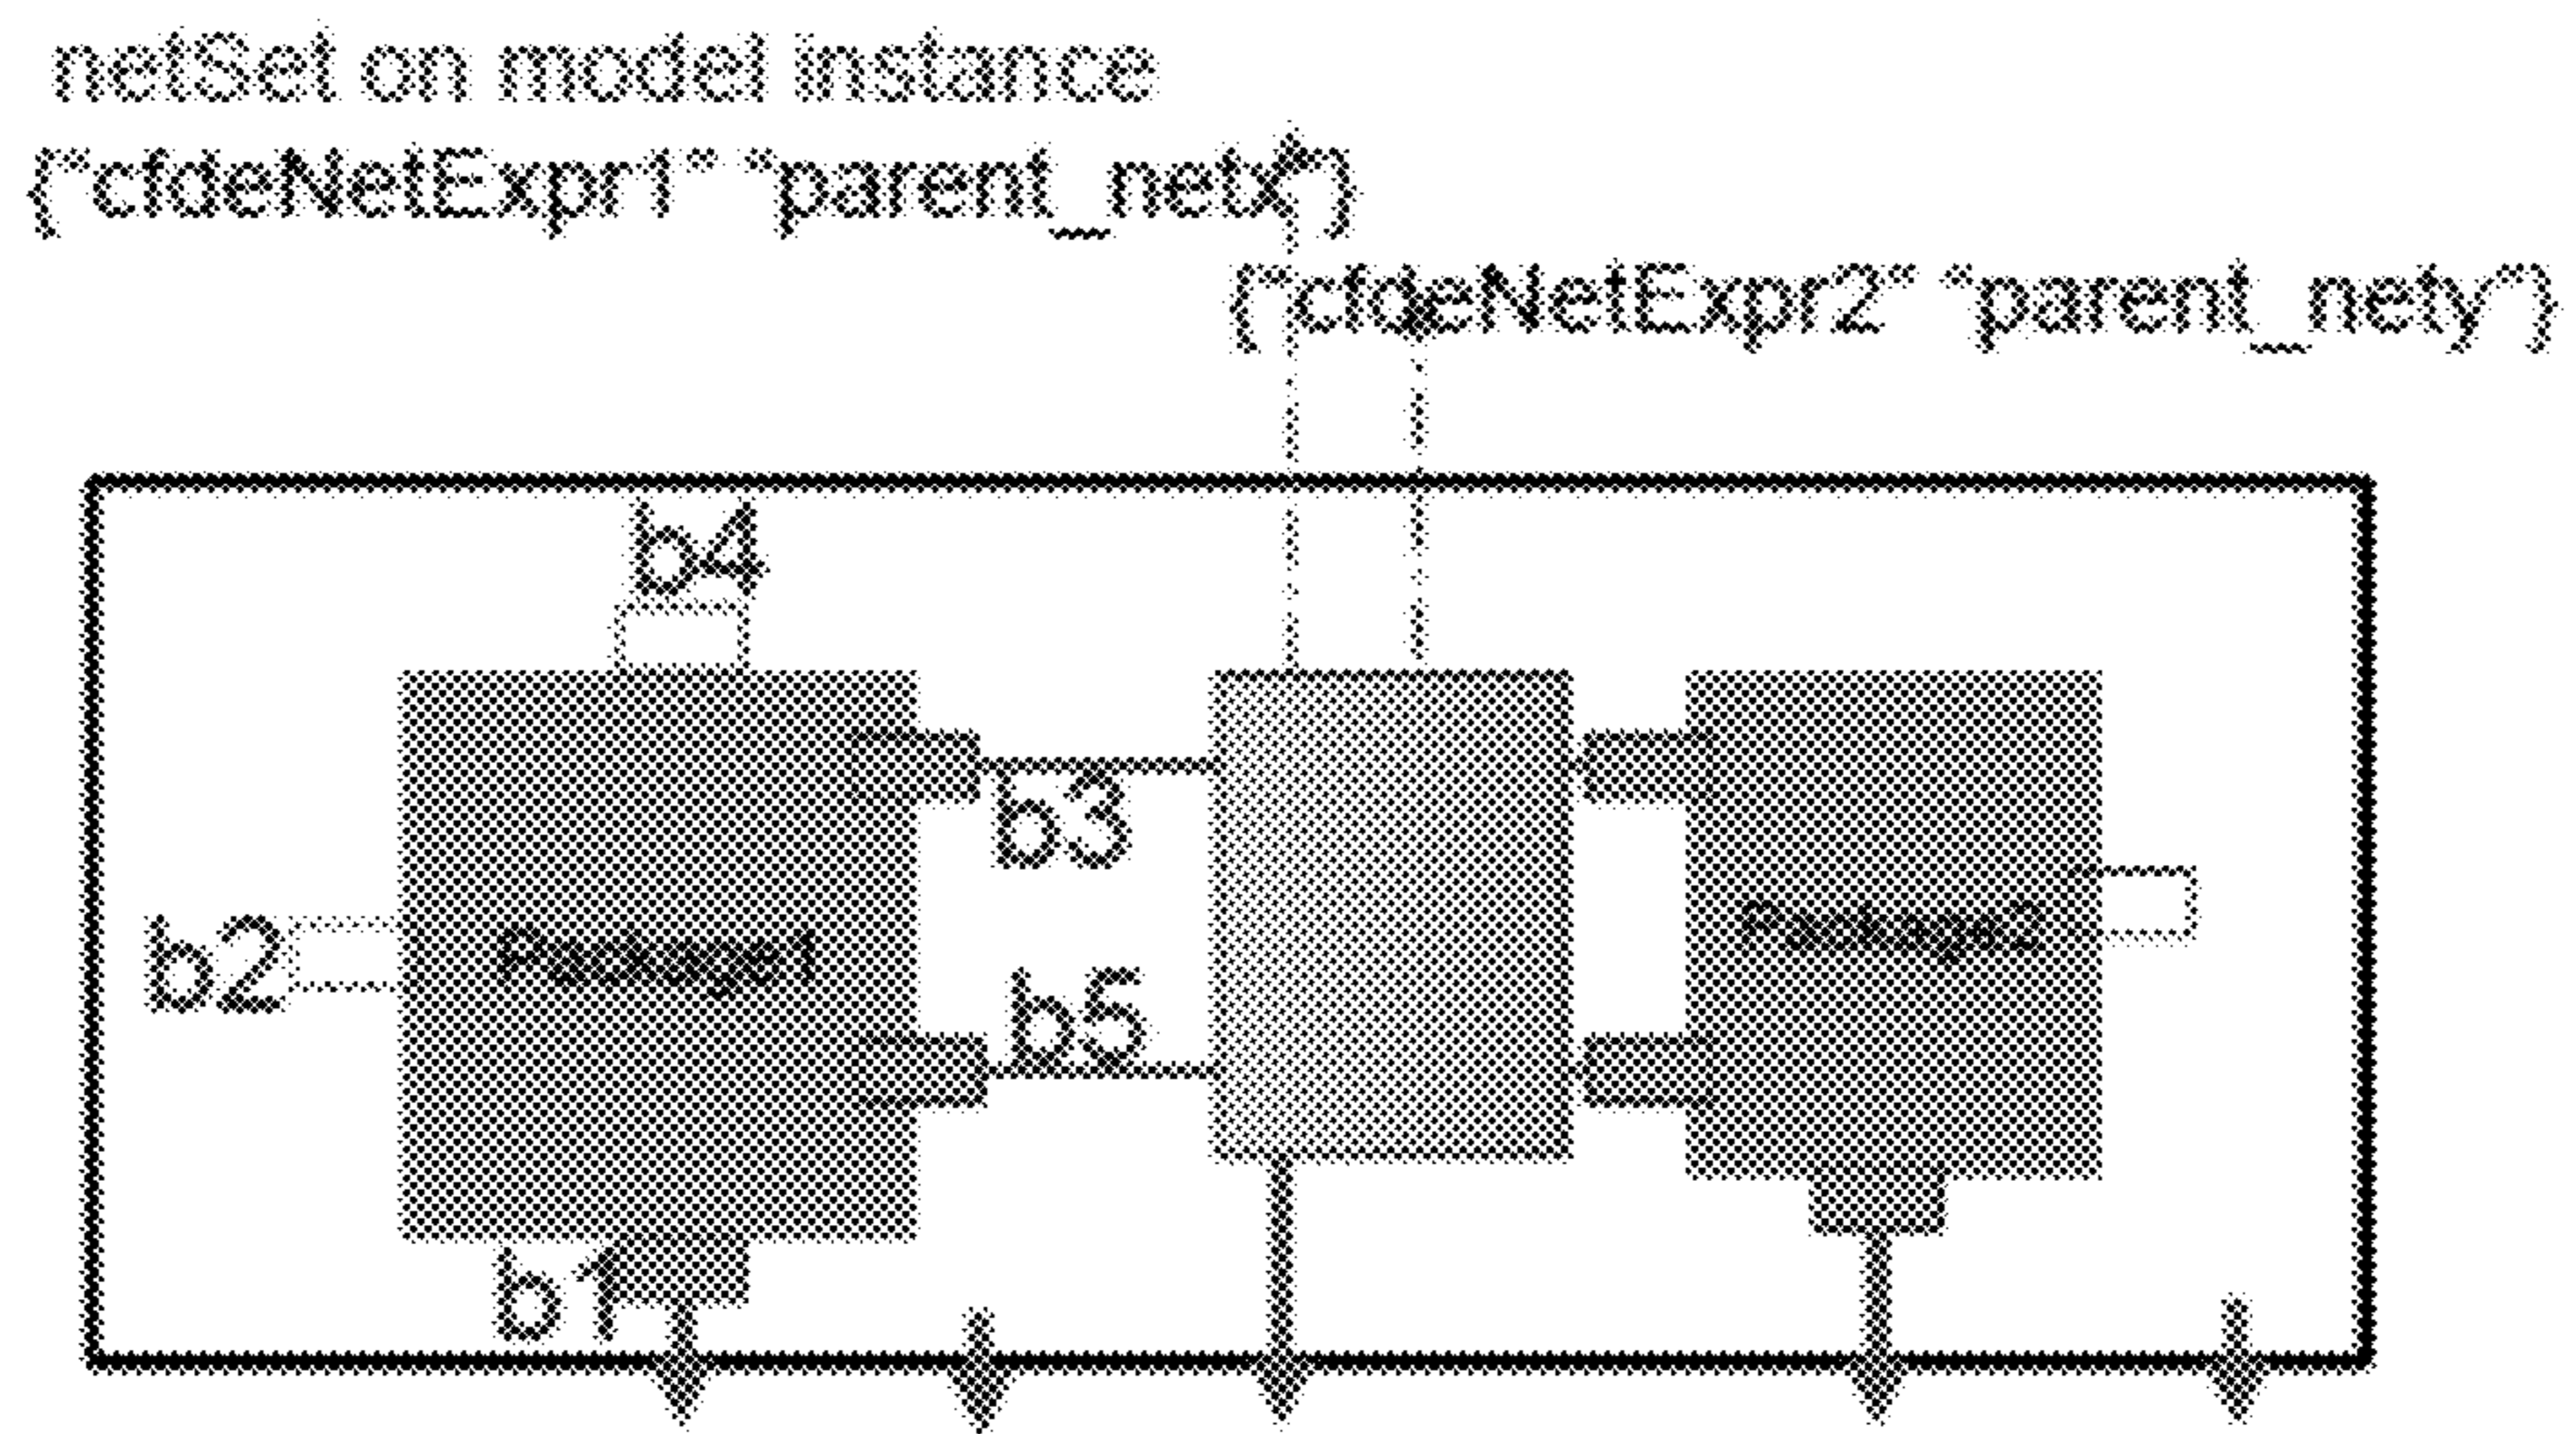 netSet on model instance
{"cfdeNetExpr1" "parent_netx"}
{"cfdeNetExpr2" "parent_nety"}
b4
b3
b2
Package1
Package2
b5
b1